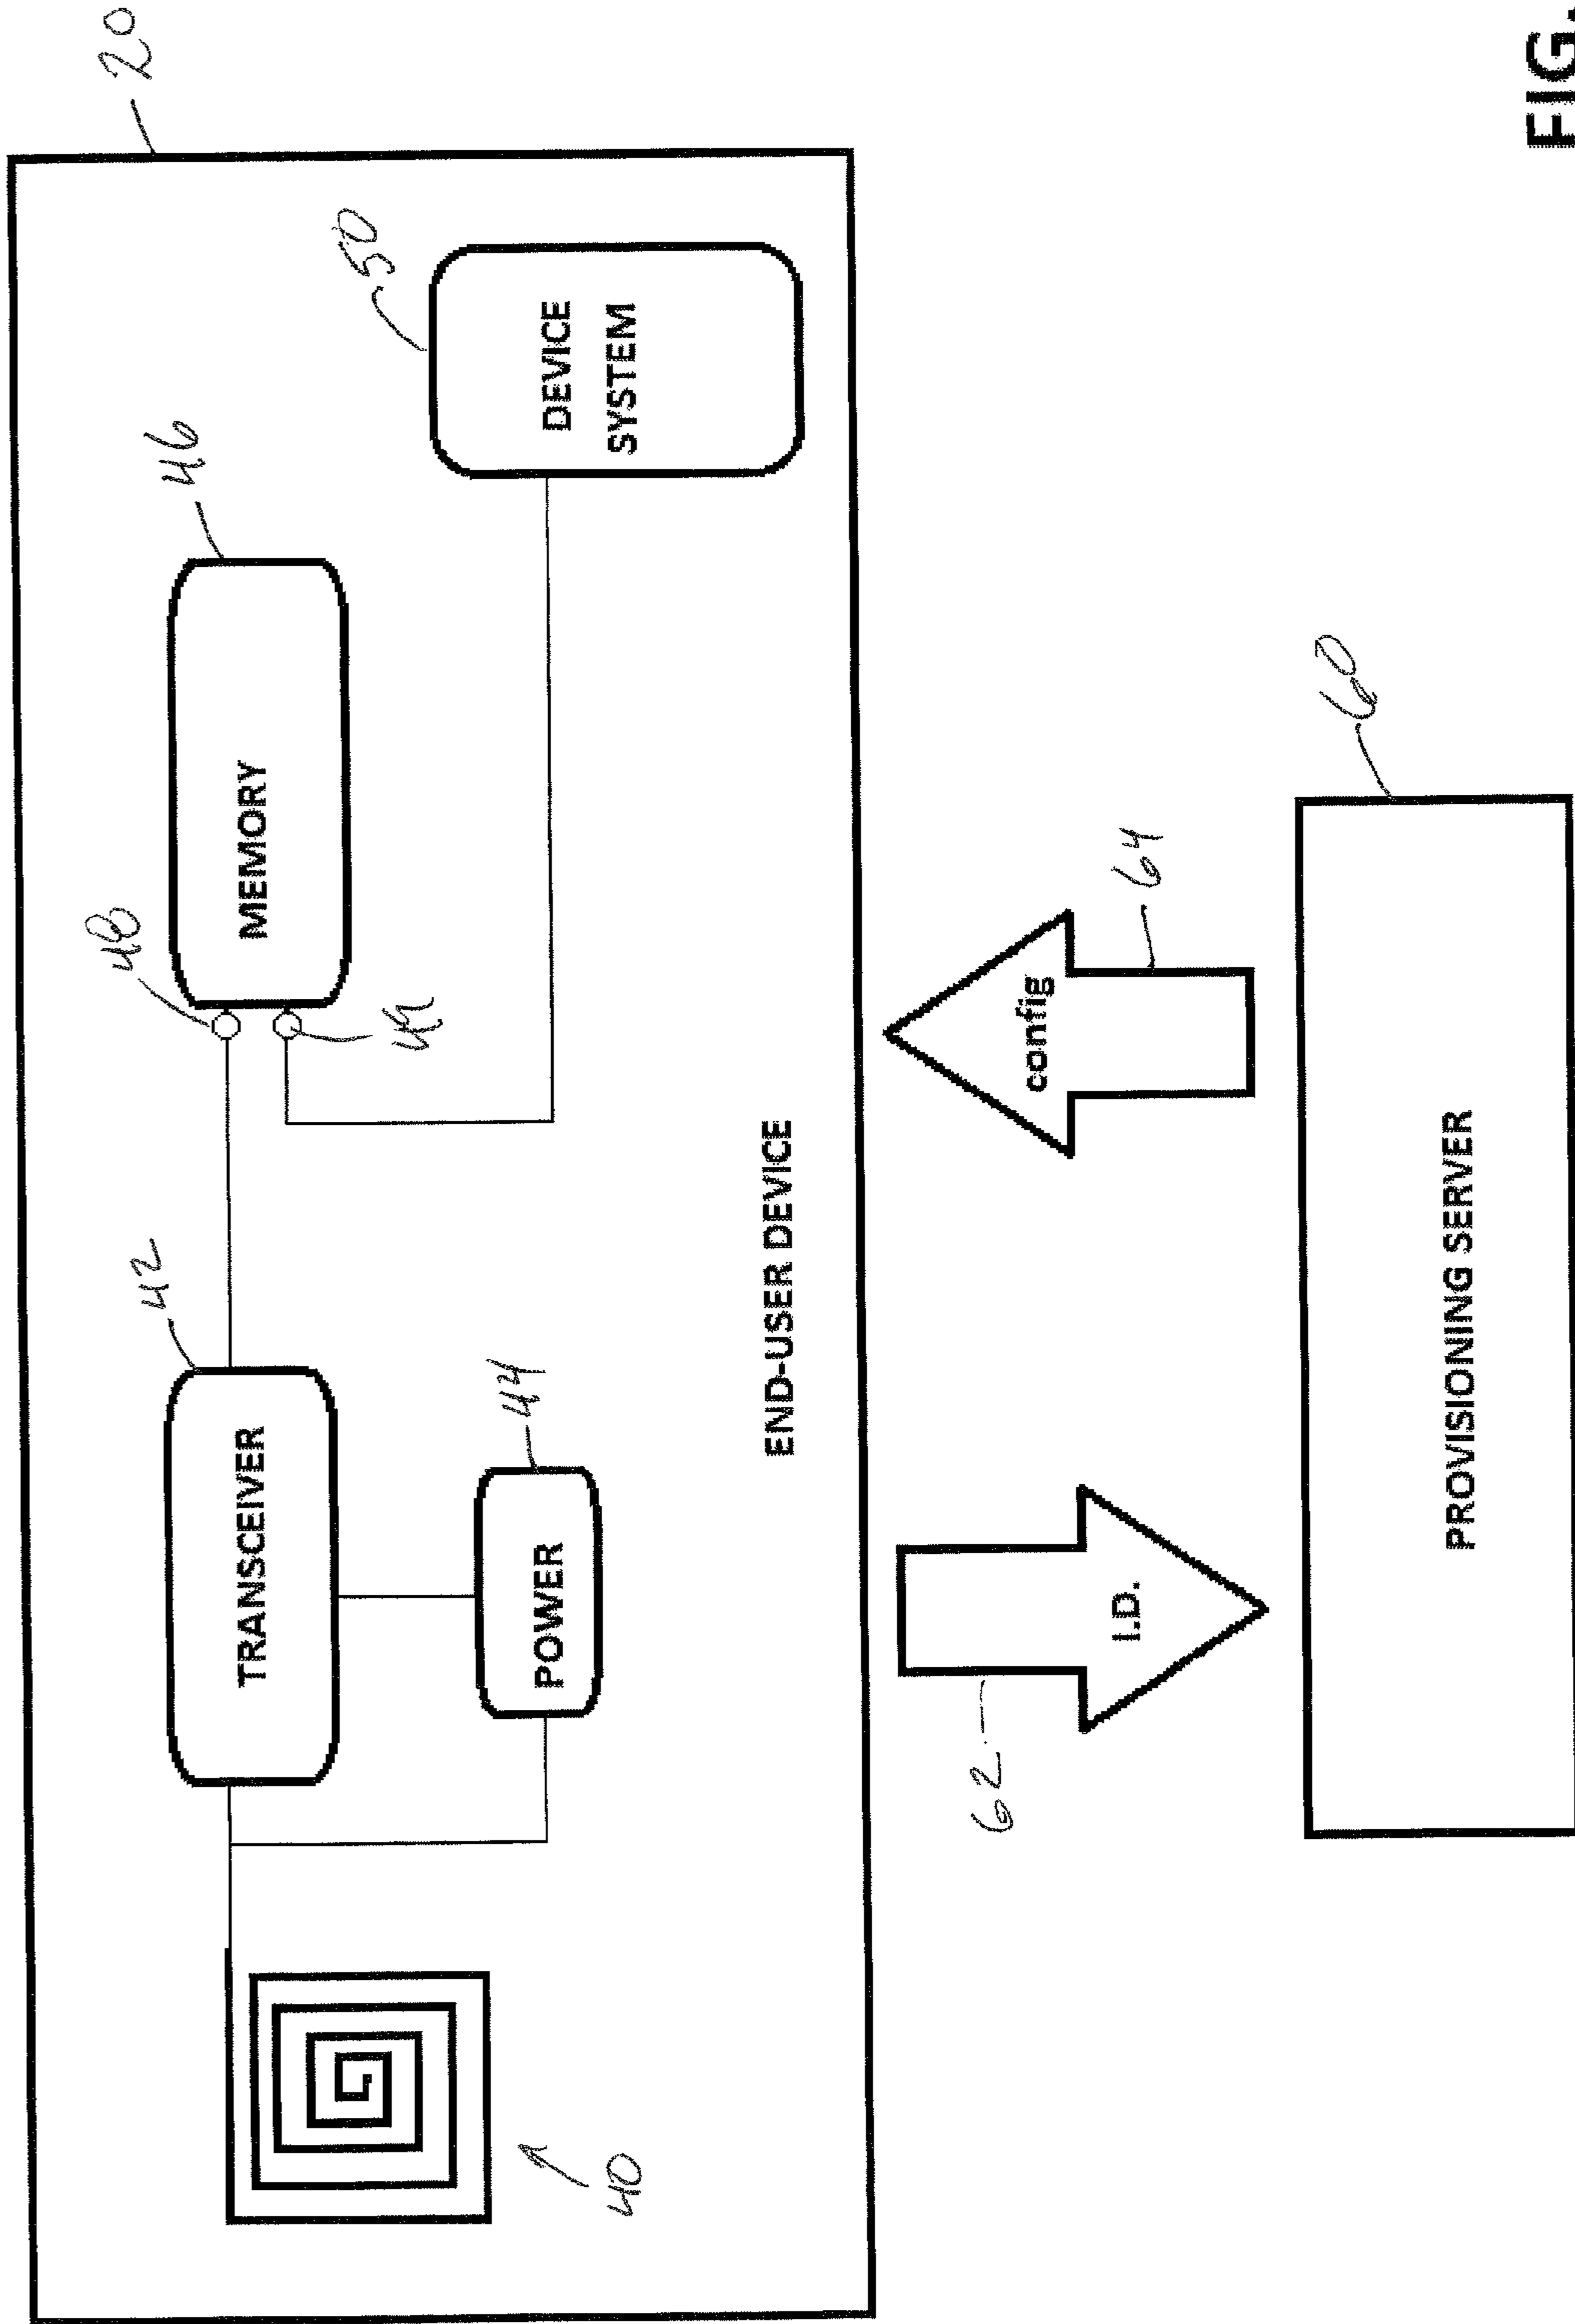 20
46
48
MEMORY
50
DEVICE
SYSTEM
42
TRANSCEIVER
49
44
POWER
40
END-USER DEVICE
62
I.D.
config
64
60
PROVISIONING SERVER
FIG.